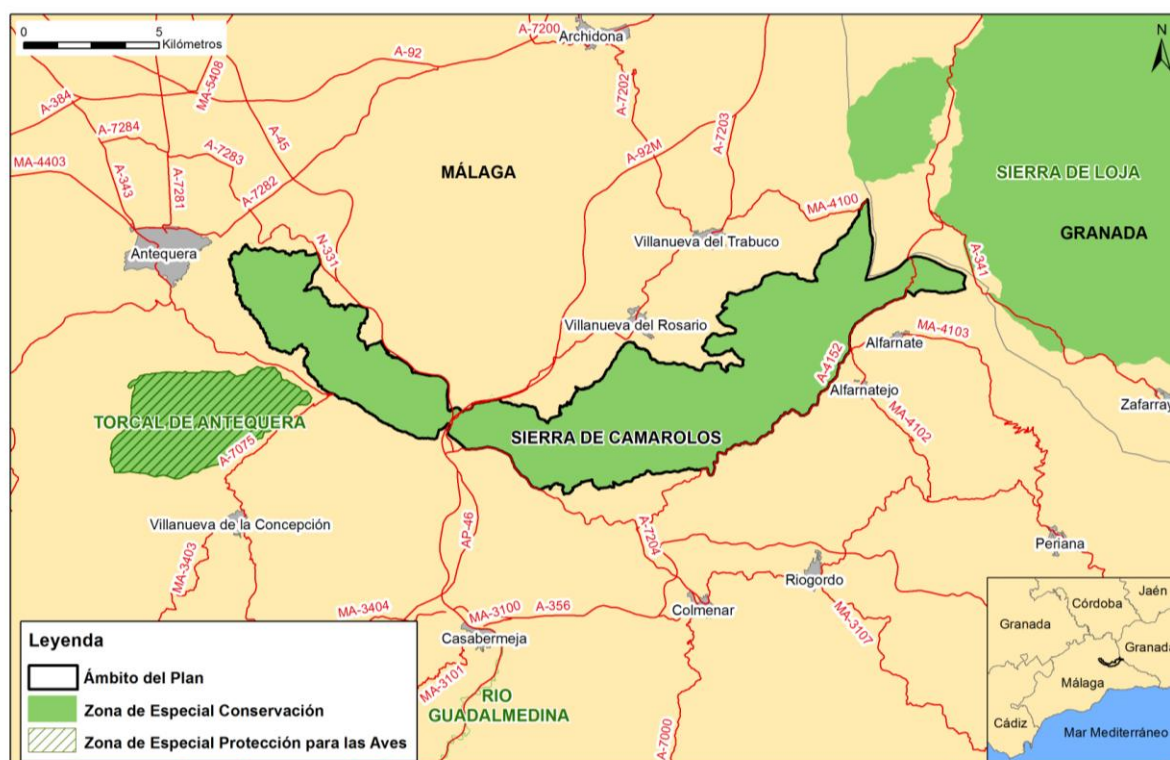 0 5
Kilómetros
N
A-7200
Archidona
A-92
MA-5408
A-384
A-7284
A-45
A-7202
A-7203
A-7283
A-92M
MA-4403
A-343
A-7281
A-7282
MÁLAGA
SIERRA DE LOJA
MA-4100
GRANADA
Antequera
N-331
Villanueva del Trabuco
A-341
Villanueva del Rosario
MA-4103
Alfarnate
A-4152
Alfarnatejo
Zafarray
TORCAL DE ANTEQUERA
MA-4102
SIERRA DE CAMAROLOS
A-7075
Villanueva de la Concepción
AP-46
A-7204
Periana
MA-3403
Riogordo
MA-3404
MA-3100
A-356
Colmenar
Casabermeja
MA-3107
MA-3101
RIO
GUADALMEDINA
A-7000
Leyenda
Ámbito del Plan
Zona de Especial Conservación
Zona de Especial Protección para las Aves
Jaén
Córdoba
Granada
Granada
Málaga
Cádiz
Mar Mediterráneo